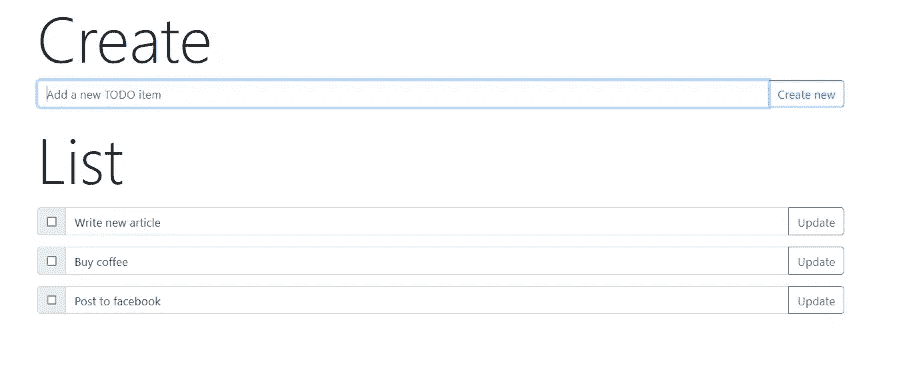 Create
Add a new TODO item Create new
List
Write new article Update
Buy coffee Update
Post to facebook Update